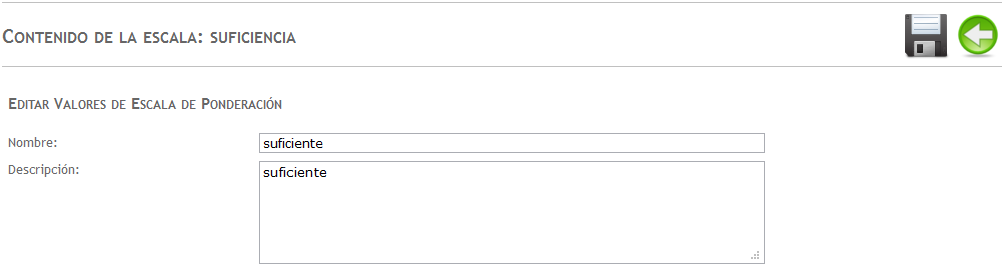 Contenido de la escala: suficiencia
Editar Valores de Escala de Ponderación
Nombre:
suficiente
Descripción:
suficiente